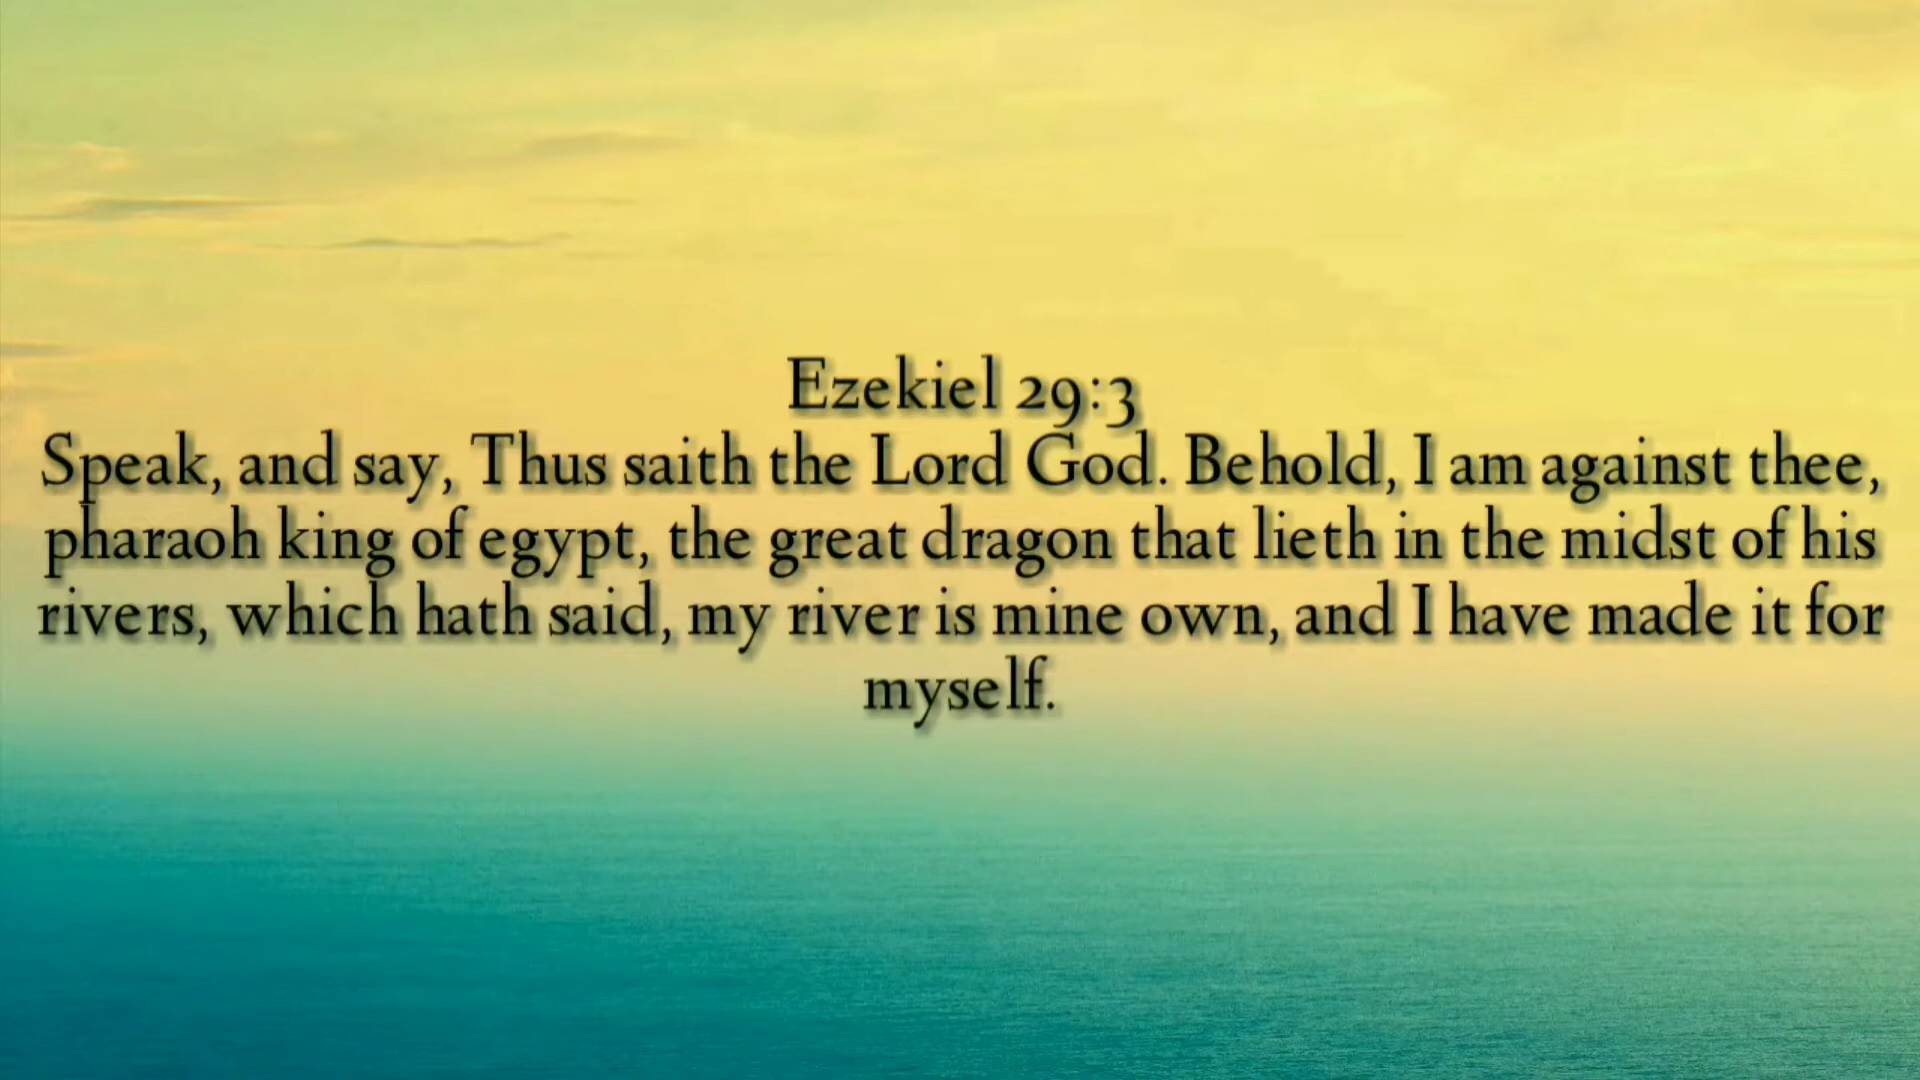 Ezekiel 29:3
Speak, and say, Thus saith the Lord God. Behold, I am against thee,
pharaoh king of egypt, the great dragon that lieth in the midst of his
rivers, which hath said, my river is mine own, and I have made it for
myself.